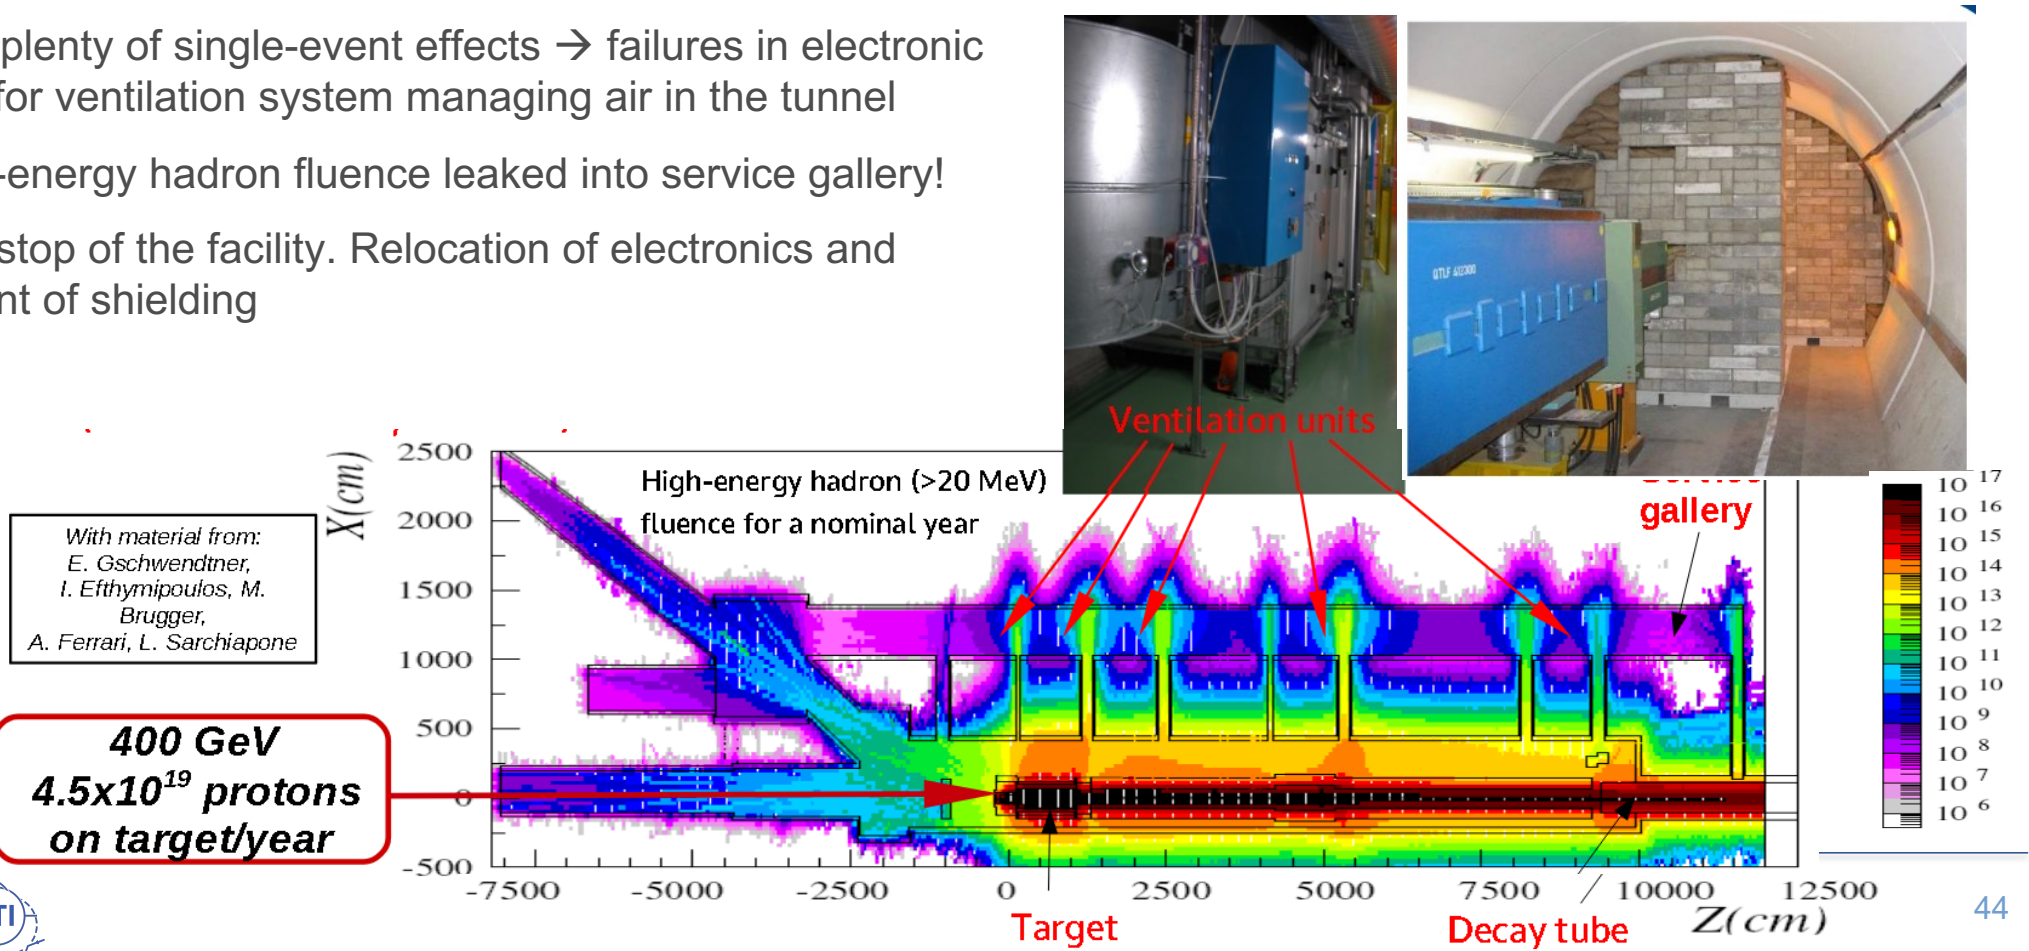 plenty of single-event effects → failures in electronic
for ventilation system managing air in the tunnel
-energy hadron fluence leaked into service gallery!
stop of the facility. Relocation of electronics and
nt of shielding
QTLF 412300
Ventilation units
X(cm)
2500
2000
1500
1000
500
0
-500
High-energy hadron (>20 MeV)
fluence for a nominal year
gallery
With material from:
E. Gschwendtner,
I. Efthymipoulos, M.
Brugger,
A. Ferrari, L. Sarchiapone
400 GeV
4.5x10¹⁹ protons
on target/year
10 17
10 16
10 15
10 14
10 13
10 12
10 11
10 10
10 9
10 8
10 7
10 6
-7500 -5000 -2500 0 2500 5000 7500 10000 12500
Z(cm)
Target
Decay tube
TI
44